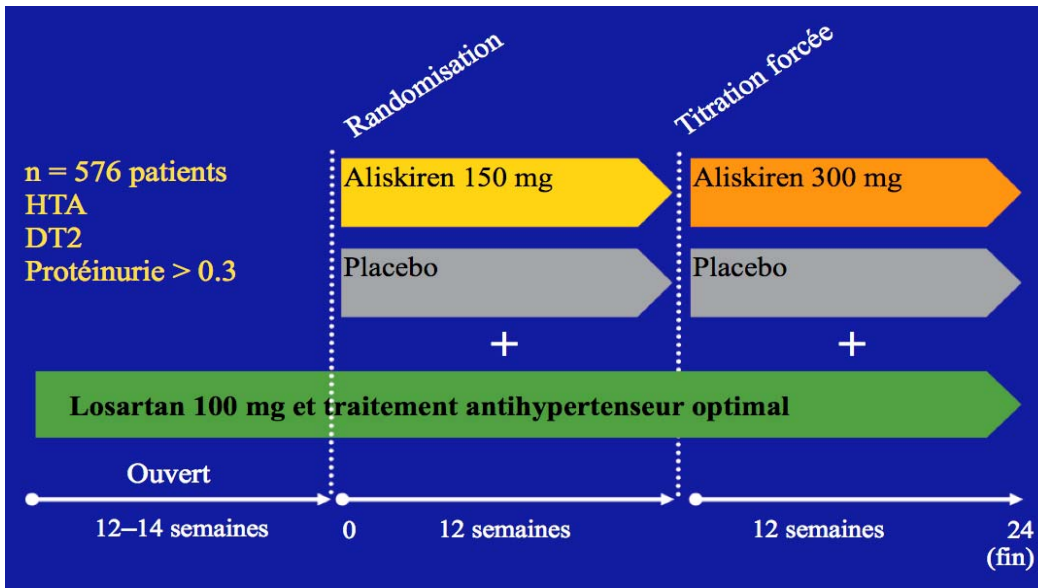 Randomisation
Titration forcée
n = 576 patients
HTA
DT2
Protéinurie > 0.3
Aliskiren 150 mg
Aliskiren 300 mg
Placebo
Placebo
+
+
Losartan 100 mg et traitement antihypertenseur optimal
Ouvert
12–14 semaines
0
12 semaines
12 semaines
24
(fin)